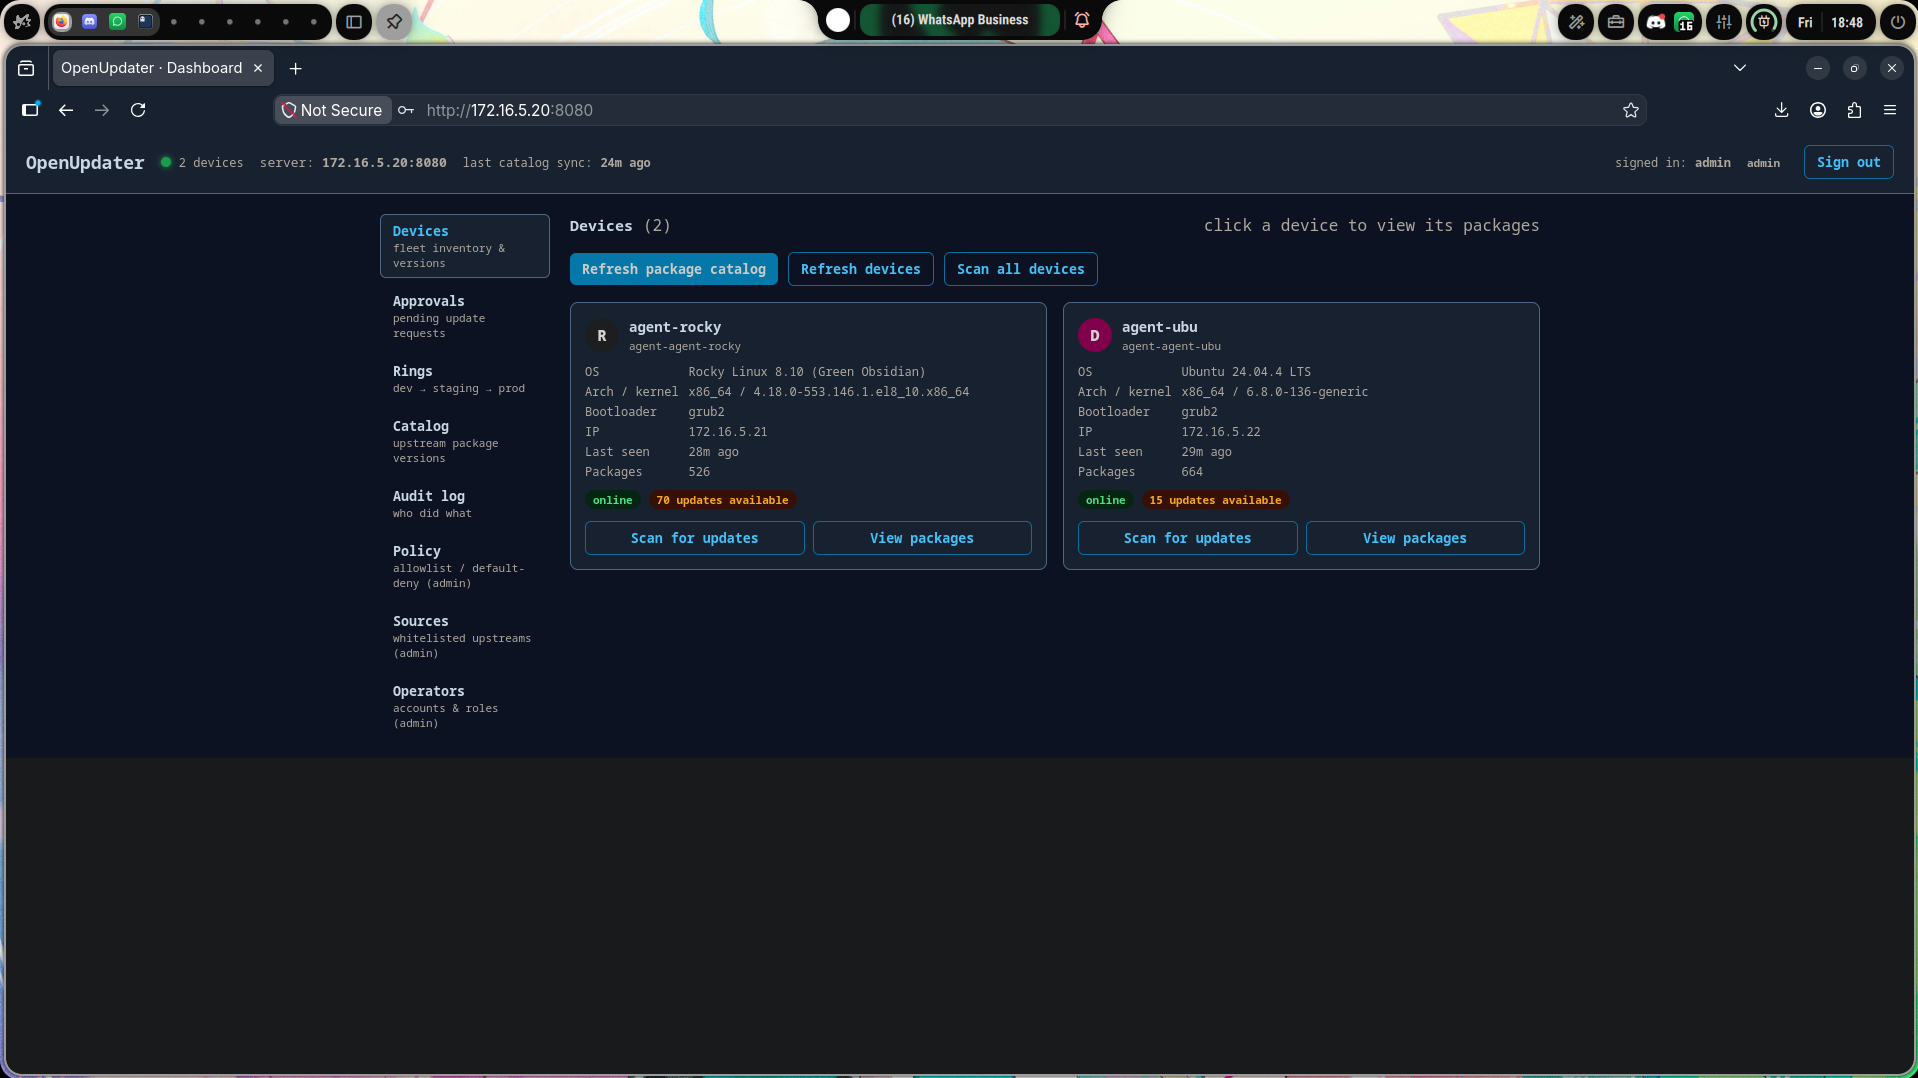 (16) WhatsApp Business
16
Fri 18:48
OpenUpdater · Dashboard
Not Secure http://172.16.5.20:8080
OpenUpdater 2 devices server: 172.16.5.20:8080 last catalog sync: 24m ago
signed in: admin admin Sign out
Devices
fleet inventory &
versions
Approvals
pending update
requests
Rings
dev → staging → prod
Catalog
upstream package
versions
Audit log
who did what
Policy
allowlist / default-
deny (admin)
Sources
whitelisted upstreams
(admin)
Operators
accounts & roles
(admin)
Devices (2)
click a device to view its packages
Refresh package catalog Refresh devices Scan all devices
R
agent-rocky
agent-agent-rocky
OS Rocky Linux 8.10 (Green Obsidian)
Arch / kernel x86_64 / 4.18.0-553.146.1.el8_10.x86_64
Bootloader grub2
IP 172.16.5.21
Last seen 28m ago
Packages 526
online 70 updates available
Scan for updates View packages
D
agent-ubu
agent-agent-ubu
OS Ubuntu 24.04.4 LTS
Arch / kernel x86_64 / 6.8.0-136-generic
Bootloader grub2
IP 172.16.5.22
Last seen 29m ago
Packages 664
online 15 updates available
Scan for updates View packages